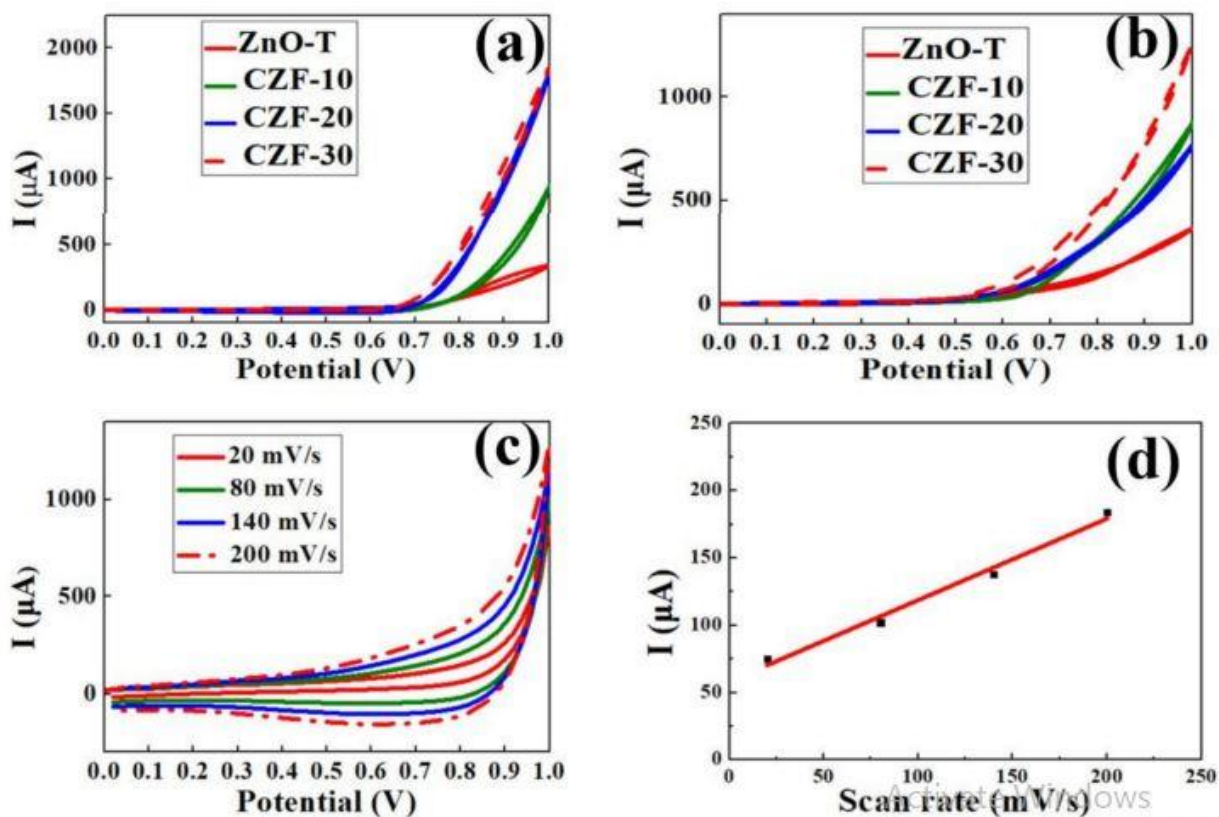 (a)
ZnO-T
CZF-10
CZF-20
CZF-30
2000
1500
1000
500
0
I (μA)
0.0 0.1 0.2 0.3 0.4 0.5 0.6 0.7 0.8 0.9 1.0
Potential (V)
(b)
ZnO-T
CZF-10
CZF-20
CZF-30
1000
500
0
I (μA)
0.0 0.1 0.2 0.3 0.4 0.5 0.6 0.7 0.8 0.9 1.0
Potential (V)
(c)
20 mV/s
80 mV/s
140 mV/s
200 mV/s
1000
500
0
I (μA)
0.0 0.1 0.2 0.3 0.4 0.5 0.6 0.7 0.8 0.9 1.0
Potential (V)
(d)
250
200
150
100
50
0
I (μA)
0 50 100 150 200 250
Scan rate (mV/s)
Activate Windows